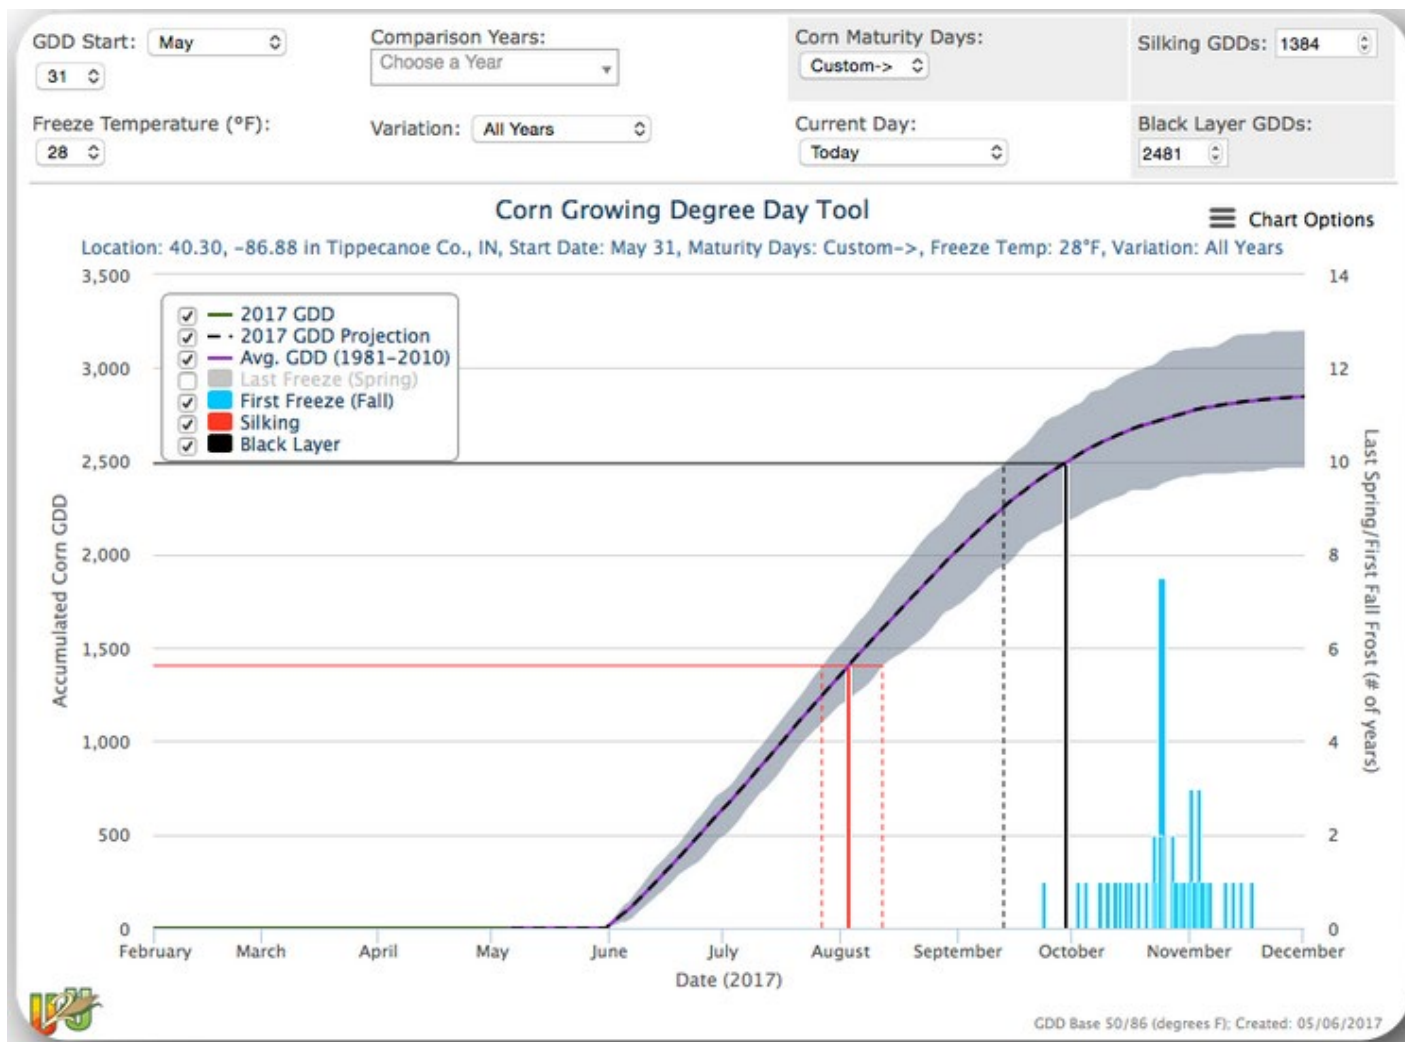 GDD Start: May
31
Comparison Years:
Choose a Year
Corn Maturity Days:
Custom->
Silking GDDs: 1384
Freeze Temperature (°F):
28
Variation: All Years
Current Day:
Today
Black Layer GDDs:
2481
Corn Growing Degree Day Tool
Chart Options
Location: 40.30, -86.88 in Tippecanoe Co., IN, Start Date: May 31, Maturity Days: Custom->, Freeze Temp: 28°F, Variation: All Years
2017 GDD
2017 GDD Projection
Avg. GDD (1981-2010)
Last Freeze (Spring)
First Freeze (Fall)
Silking
Black Layer
Accumulated Corn GDD
3,500
3,000
2,500
2,000
1,500
1,000
500
0
14
12
10
8
6
4
2
0
Last Spring/First Fall Frost (# of years)
February March April May June July August September October November December
Date (2017)
U2U
GDD Base 50/86 (degrees F); Created: 05/06/2017